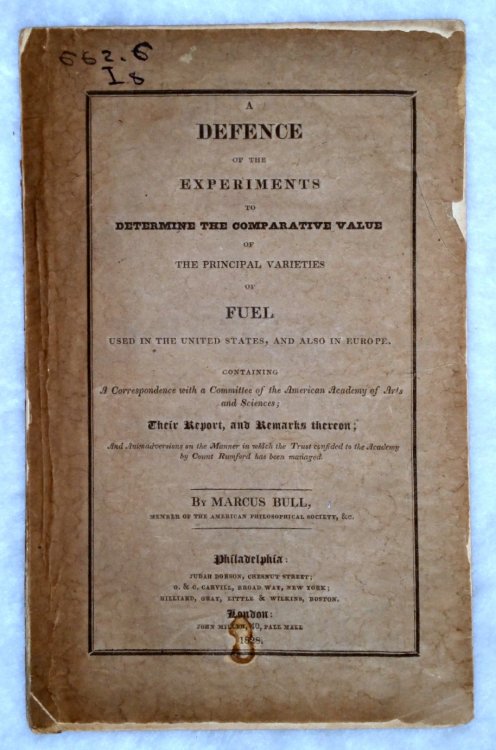 662.6
I8
A
DEFENCE
OF THE
EXPERIMENTS
TO
DETERMINE THE COMPARATIVE VALUE
OF
THE PRINCIPAL VARIETIES
OF
FUEL
USED IN THE UNITED STATES, AND ALSO IN EUROPE.
CONTAINING
A Correspondence with a Committee of the American Academy of Arts
and Sciences;
Their Report, and Remarks thereon;
And Animadversions on the Manner in which the Trust confided to the Academy
by Count Rumford has been managed.
BY MARCUS BULL,
MEMBER OF THE AMERICAN PHILOSOPHICAL SOCIETY, &C.
Philadelphia:
JUDAH DOBSON, CHESNUT STREET;
G. & C. CARVILL, BROADWAY, NEW YORK;
HILLIARD, GRAY, LITTLE & WILKINS, BOSTON.
London:
JOHN MILLER, 40, PALL MALL
1828.